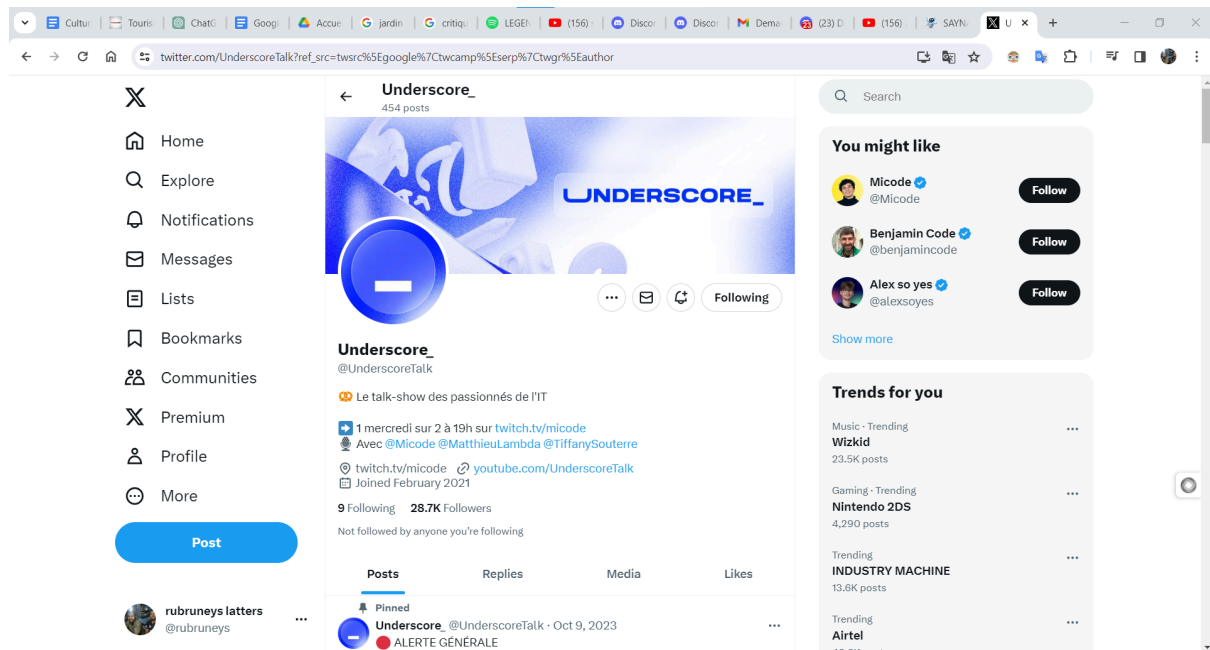 Cultur
Touris
ChatG
Googl
Accue
jardin
critiqu
LEGEN
(156)
Discor
Discor
Dema
(23) D
(156)
SAYN
U
twitter.com/UnderscoreTalk?ref_src=twsrc%5Egoogle%7Ctwcamp%5Eserp%7Ctwgr%5Eauthor
X
Home
Explore
Notifications
Messages
Lists
Bookmarks
Communities
Premium
Profile
More
Post
rubruneys latters
@rubruneys
Underscore_
454 posts
UNDERSCORE_
Following
Underscore_
@UnderscoreTalk
Le talk-show des passionnés de l'IT
1 mercredi sur 2 à 19h sur twitch.tv/micode
Avec @Micode @MatthieuLambda @TiffanySouterre
twitch.tv/micode youtube.com/UnderscoreTalk
Joined February 2021
9 Following 28.7K Followers
Not followed by anyone you're following
Posts Replies Media Likes
Pinned
Underscore_ @UnderscoreTalk · Oct 9, 2023
ALERTE GÉNÉRALE
Search
You might like
Micode
@Micode
Follow
Benjamin Code
@benjamincode
Follow
Alex so yes
@alexsoyes
Follow
Show more
Trends for you
Music · Trending
Wizkid
23.5K posts
Gaming · Trending
Nintendo 2DS
4,290 posts
Trending
INDUSTRY MACHINE
13.6K posts
Trending
Airtel